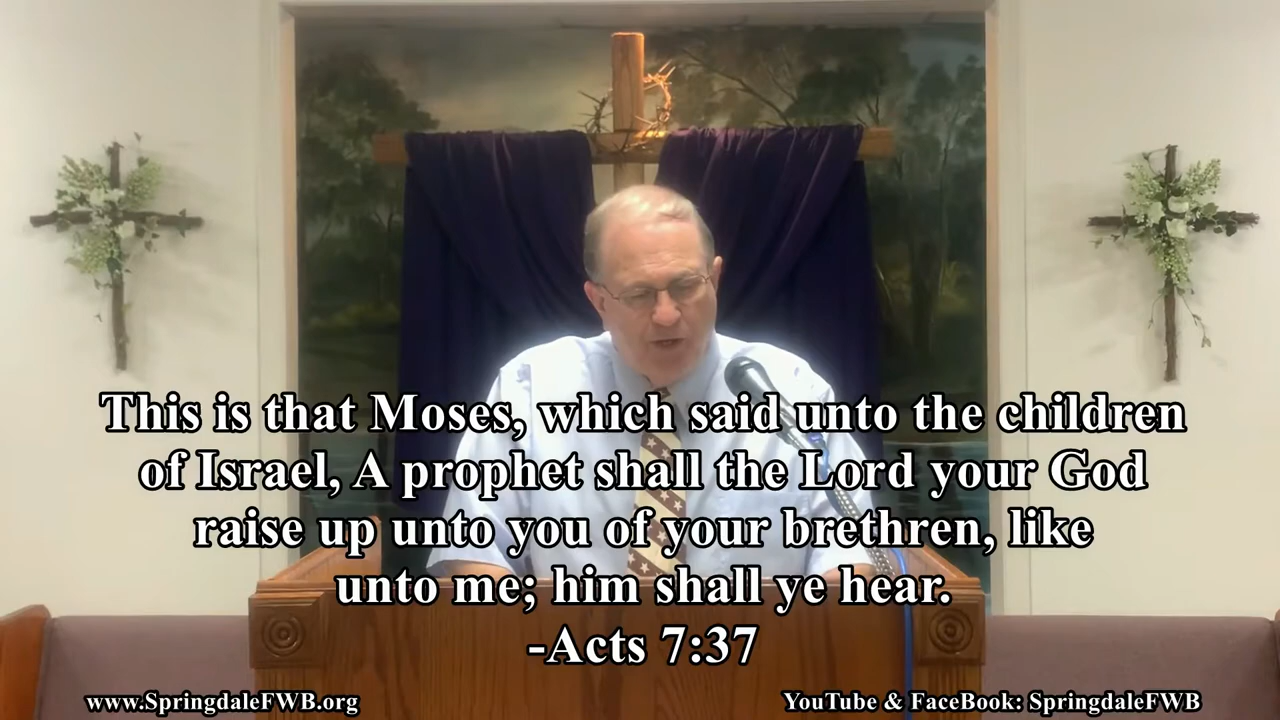 This is that Moses, which said unto the children
of Israel, A prophet shall the Lord your God
raise up unto you of your brethren, like
unto me; him shall ye hear.
-Acts 7:37
www.SpringdaleFWB.org
YouTube & FaceBook: SpringdaleFWB